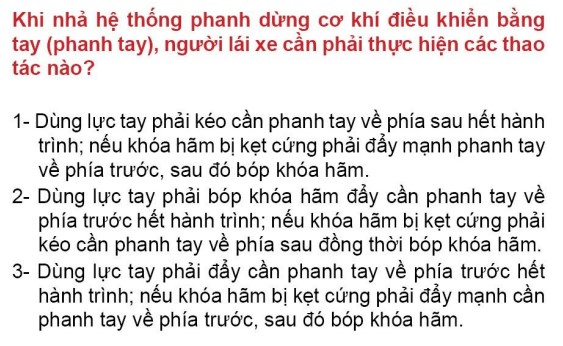 Khi nhả hệ thống phanh dừng cơ khí điều khiển bằng
tay (phanh tay), người lái xe cần phải thực hiện các thao
tác nào?
1- Dùng lực tay phải kéo cần phanh tay về phía sau hết hành
trình; nếu khóa hãm bị kẹt cứng phải đẩy mạnh phanh tay
về phía trước, sau đó bóp khóa hãm.
2- Dùng lực tay phải bóp khóa hãm đẩy cần phanh tay về
phía trước hết hành trình; nếu khóa hãm bị kẹt cứng phải
kéo cần phanh tay về phía sau đồng thời bóp khóa hãm.
3- Dùng lực tay phải đẩy cần phanh tay về phía trước hết
hành trình; nếu khóa hãm bị kẹt cứng phải đẩy mạnh cần
phanh tay về phía trước, sau đó bóp khóa hãm.